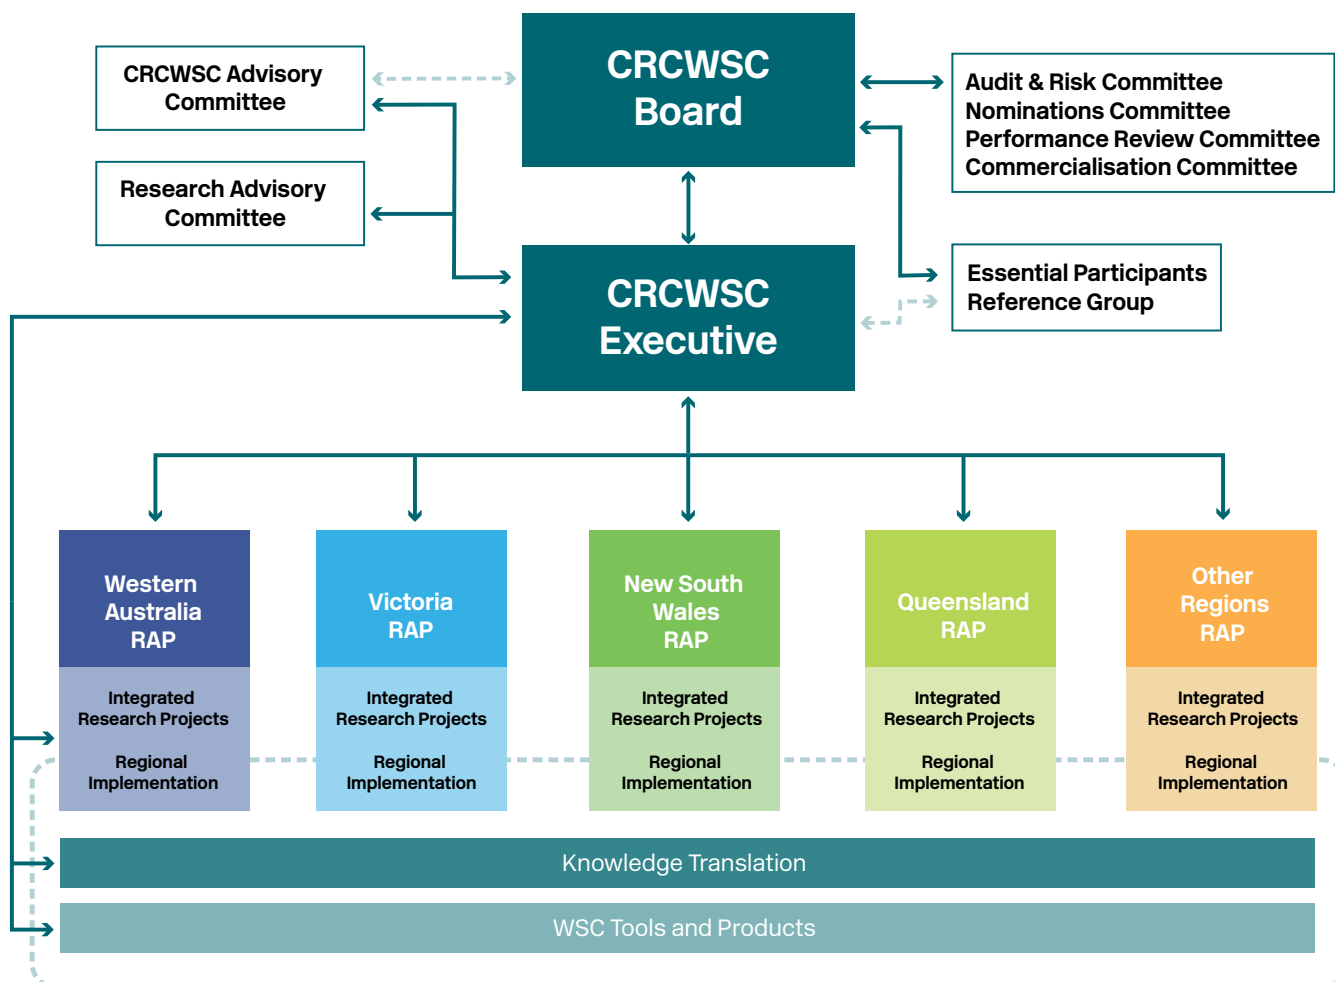 CRCWSC Advisory
Committee
Research Advisory
Committee
CRCWSC
Board
Audit & Risk Committee
Nominations Committee
Performance Review Committee
Commercialisation Committee
CRCWSC
Executive
Essential Participants
Reference Group
Western
Australia
RAP
Integrated
Research Projects
Regional
Implementation
Victoria
RAP
Integrated
Research Projects
Regional
Implementation
New South
Wales
RAP
Integrated
Research Projects
Regional
Implementation
Queensland
RAP
Integrated
Research Projects
Regional
Implementation
Other
Regions
RAP
Integrated
Research Projects
Regional
Implementation
Knowledge Translation
WSC Tools and Products